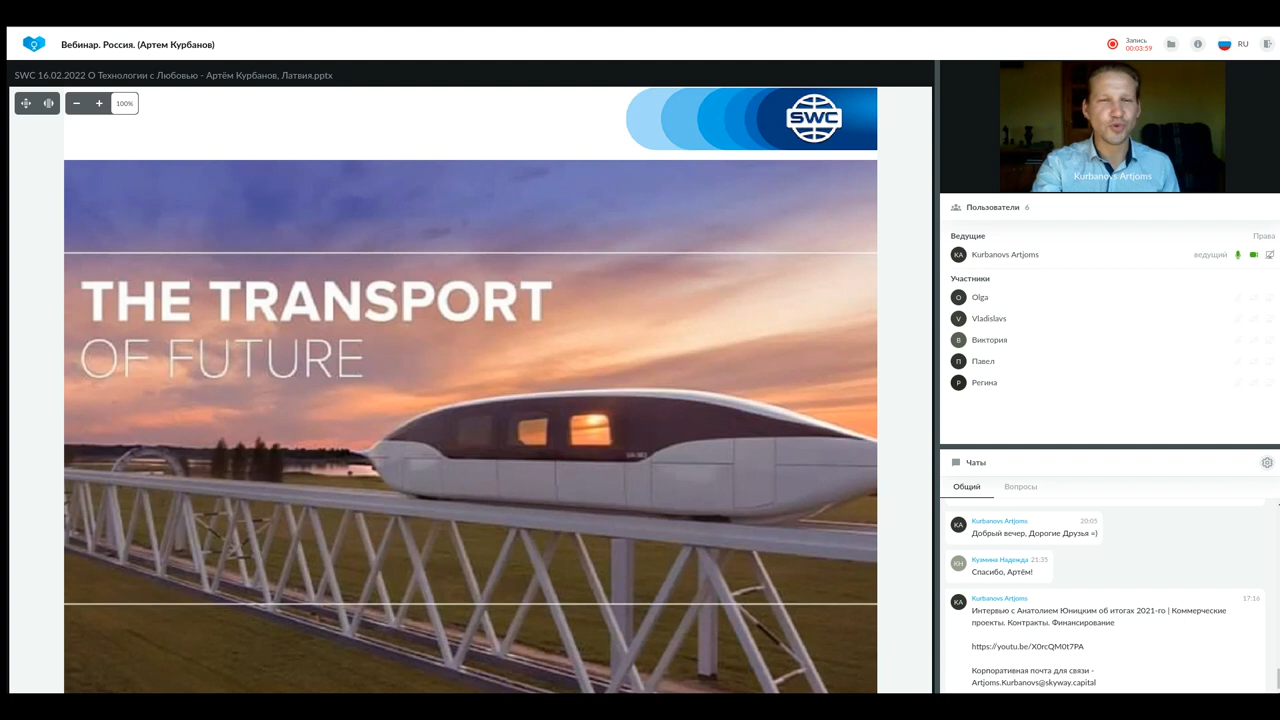 Вебинар. Россия. (Артем Курбанов)
Запись
00:03:59
RU
SWC 16.02.2022 О Технологии с Любовью - Артём Курбанов, Латвия.pptx
100%
SWC
THE TRANSPORT
OF FUTURE
Kurbanovs Artjoms
Пользователи 6
Ведущие Права
KA Kurbanovs Artjoms ведущий
Участники
O Olga
V Vladislavs
В Виктория
П Павел
Р Регина
Чаты
Общий Вопросы
KA Kurbanovs Artjoms 20:05
Добрый вечер, Дорогие Друзья =)
КН Кузмина Надежда 21:35
Спасибо, Артём!
KA Kurbanovs Artjoms 17:16
Интервью с Анатолием Юницким об итогах 2021-го | Коммерческие
проекты. Контракты. Финансирование
https://youtu.be/X0rcQM0t7PA
Корпоративная почта для связи -
Artjoms.Kurbanovs@skyway.capital